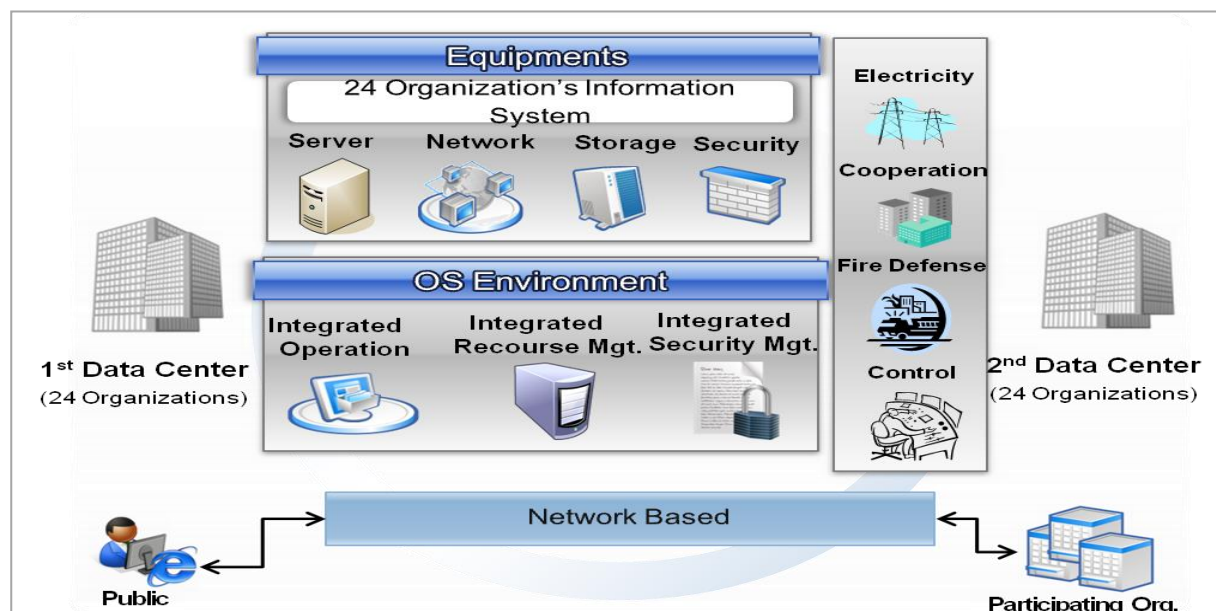 Equipments
24 Organization's Information
System
Server
Network
Storage
Security
OS Environment
Integrated
Operation
Integrated
Recourse Mgt.
Integrated
Security Mgt.
Electricity
Cooperation
Fire Defense
Control
1st Data Center
(24 Organizations)
2nd Data Center
(24 Organizations)
Network Based
Public
Participating Org.